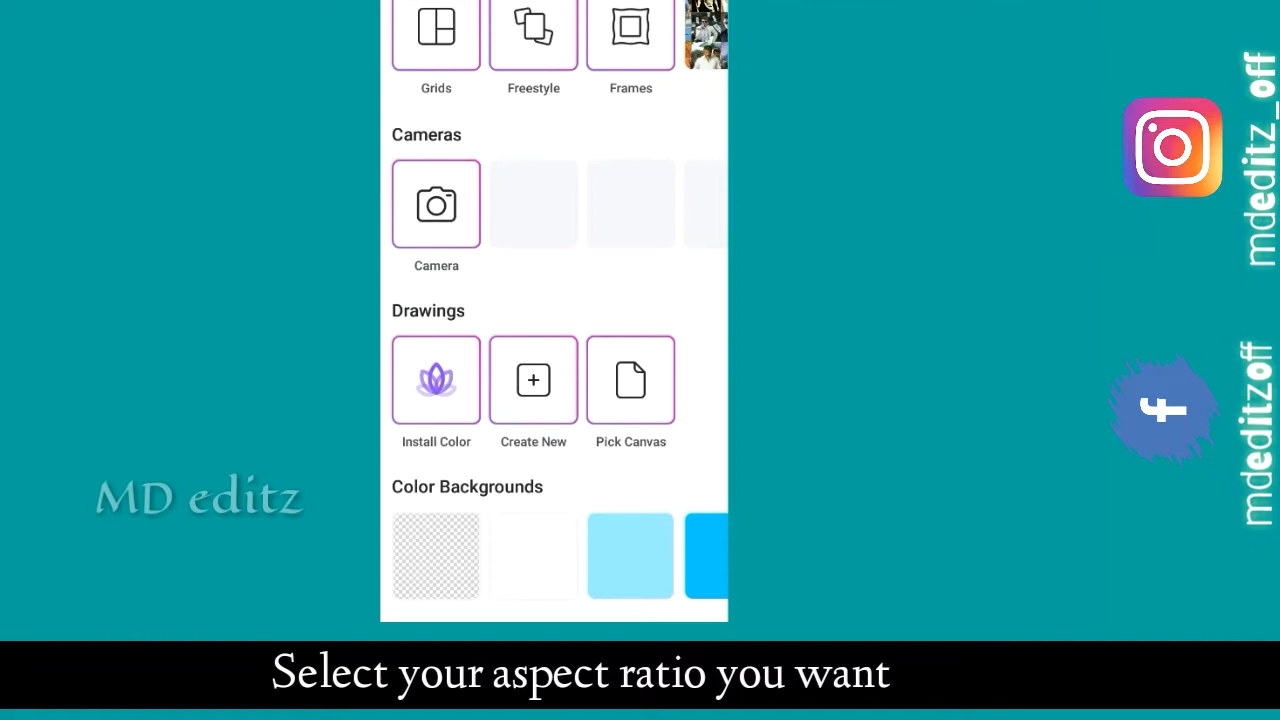 Grids Freestyle Frames
Cameras
Camera
Drawings
Install Color Create New Pick Canvas
Color Backgrounds
MD editz
mdeditz_off
mdeditzoff
Select your aspect ratio you want